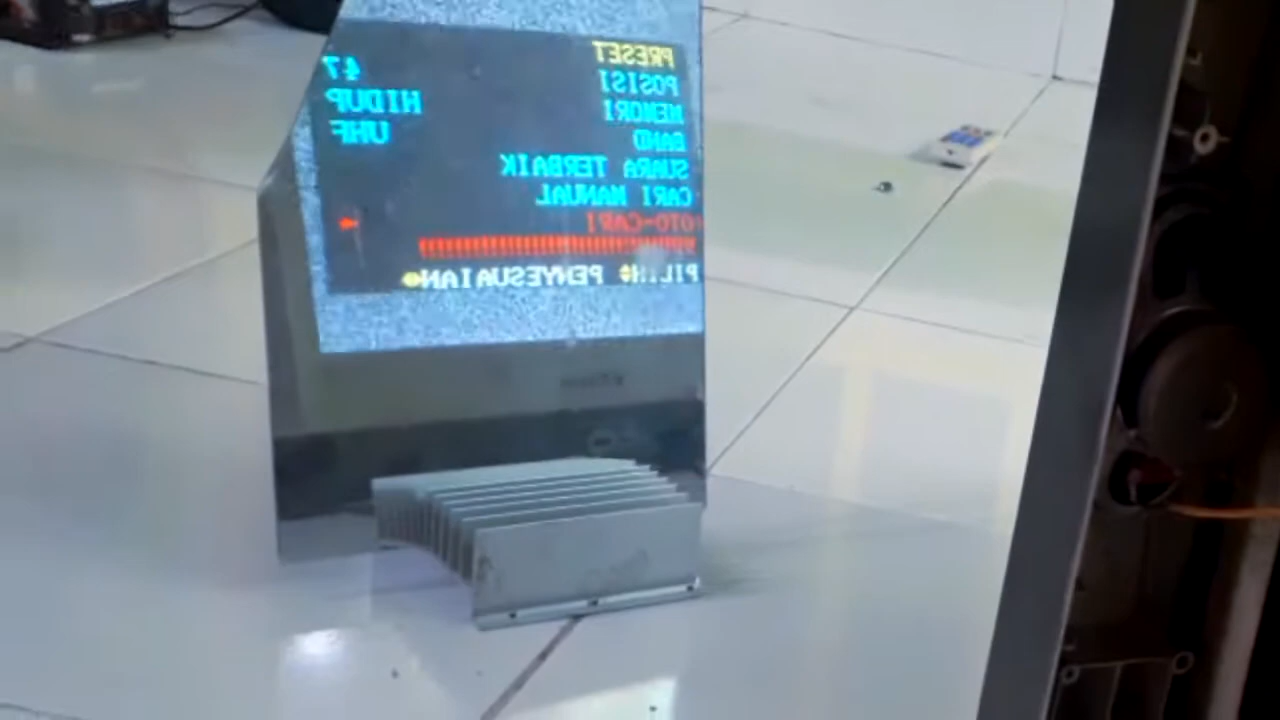 PRESET
POSISI 47
MEMORI HIDUP
BAND UHF
SUARA TERBAIK
CARI MANUAL
OTO-CARI
PILIH PENYESUAIAN